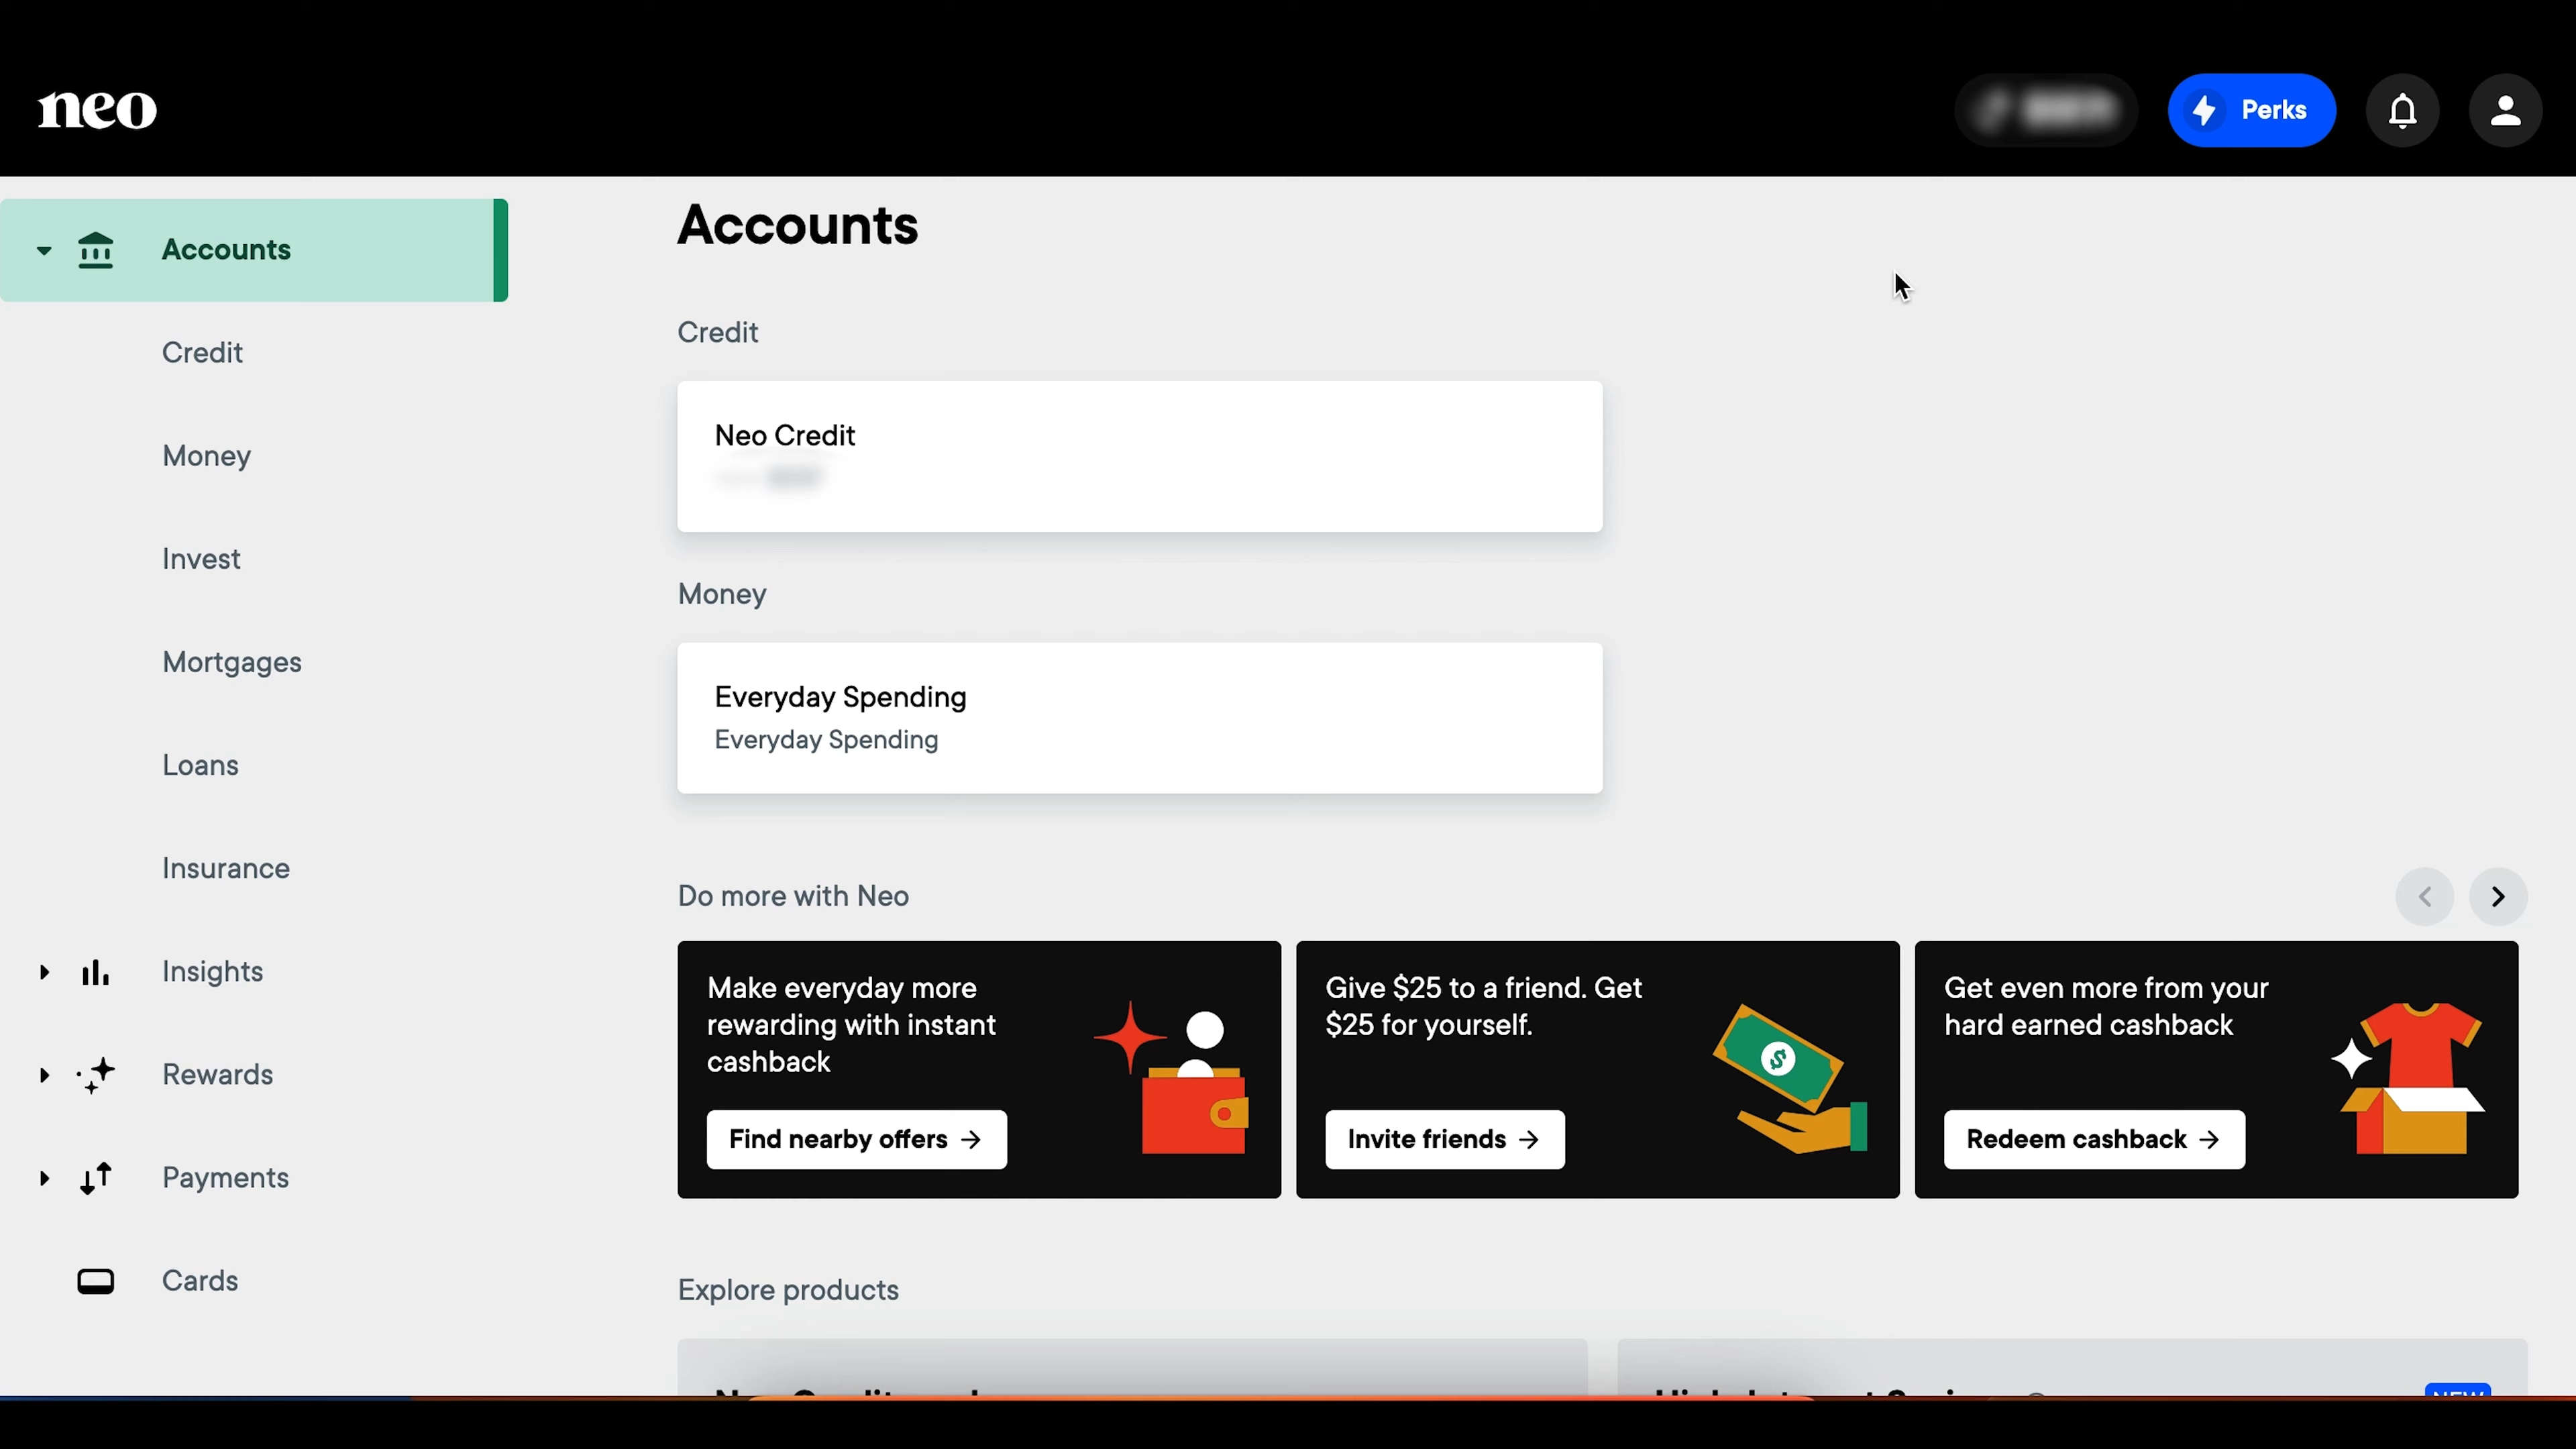 neo
Perks
Accounts
Credit
Money
Invest
Mortgages
Loans
Insurance
Insights
Rewards
Payments
Cards
Accounts
Credit
Neo Credit
Money
Everyday Spending
Everyday Spending
Do more with Neo
Make everyday more
rewarding with instant
cashback
Find nearby offers →
Give $25 to a friend. Get
$25 for yourself.
Invite friends →
Get even more from your
hard earned cashback
Redeem cashback →
Explore products
NEW